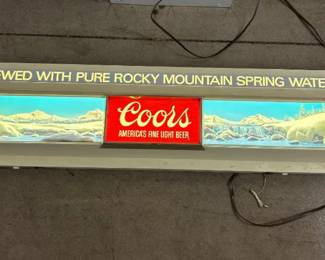 EWED WITH PURE ROCKY MOUNTAIN SPRING WATE
Coors
AMERICA'S FINE LIGHT BEER